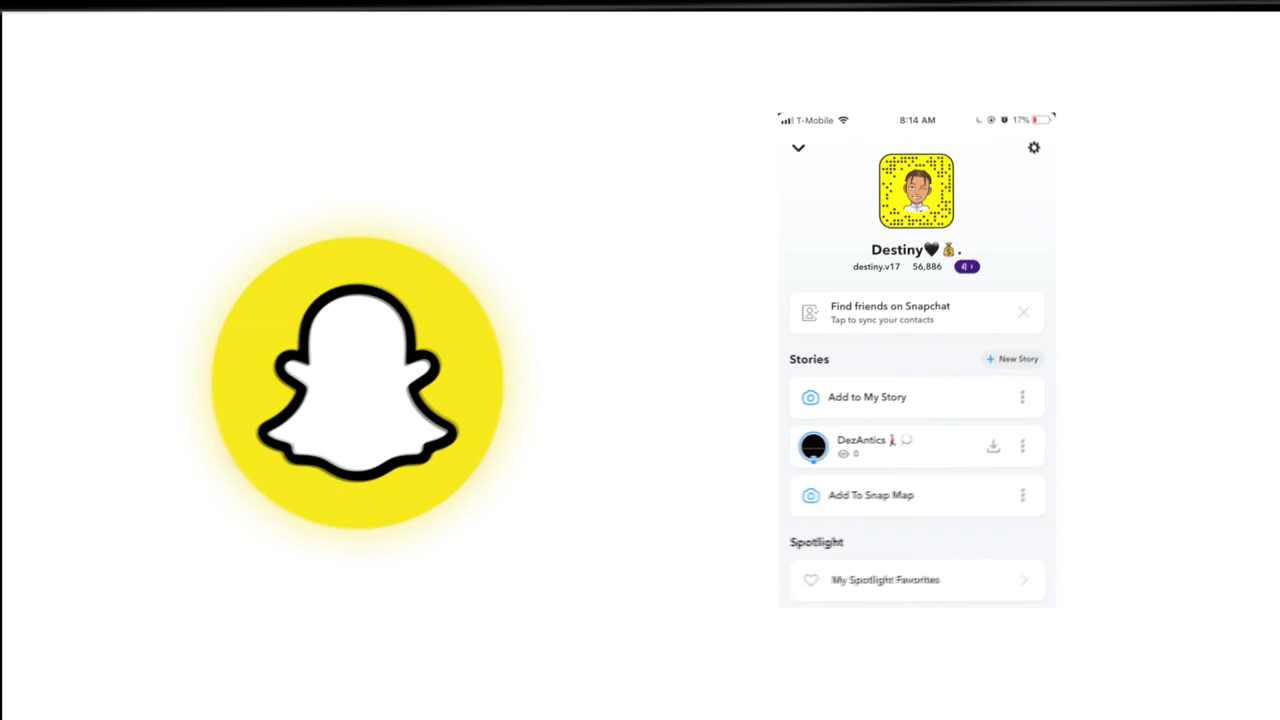 T-Mobile 8:14 AM 17%
Destiny🖤💰.
destiny.v17 56,886 ♌ ›
Find friends on Snapchat
Tap to sync your contacts
Stories + New Story
Add to My Story
DezAntics
0
Add To Snap Map
Spotlight
My Spotlight Favorites